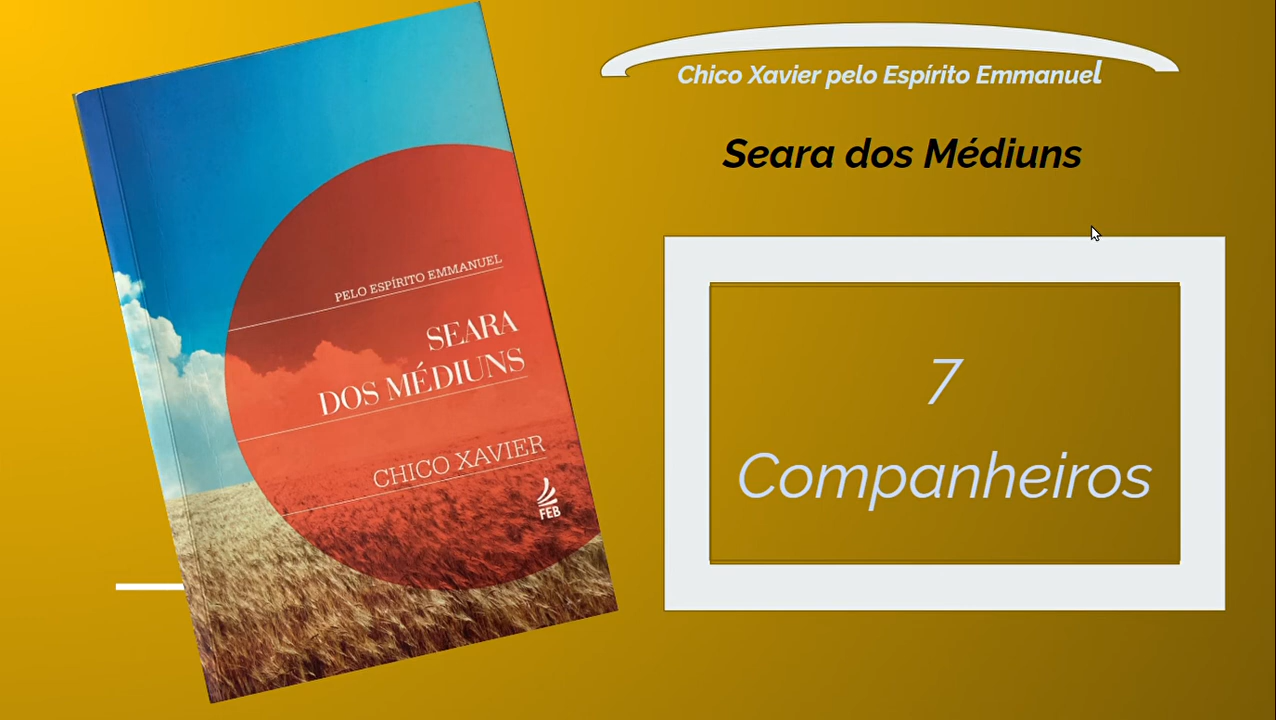 PELO ESPÍRITO EMMANUEL
SEARA
DOS MÉDIUNS
CHICO XAVIER
FEB
Chico Xavier pelo Espírito Emmanuel
Seara dos Médiuns
7
Companheiros